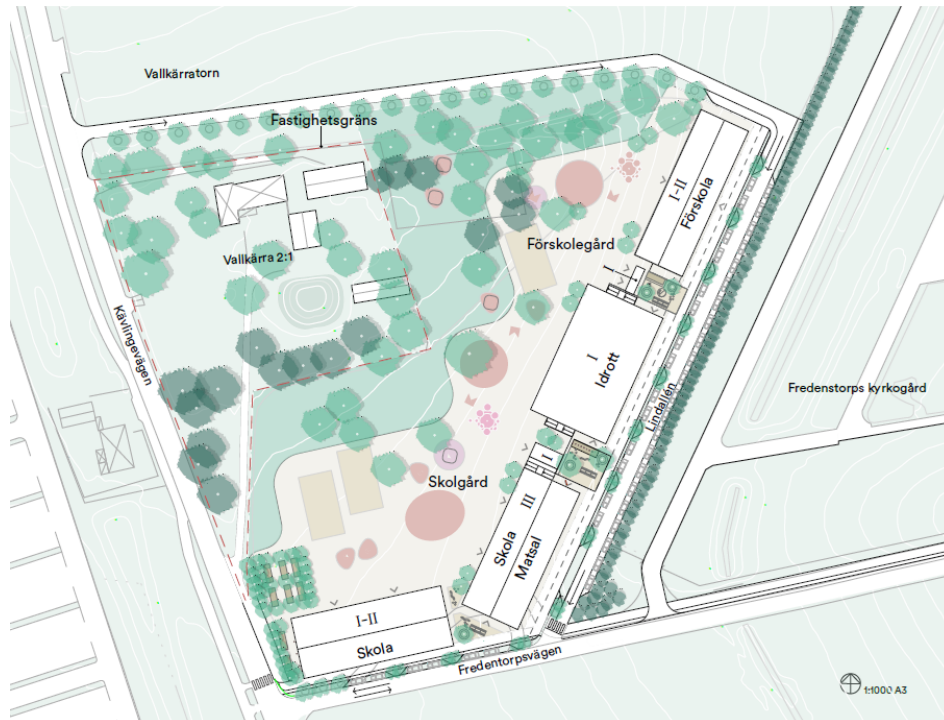 Vallkärratorn
Fastighetsgräns
I-II
Förskola
Förskolegård
Vallkärra 2:1
I
Kävlingevägen
I
Idrott
Lindallén
Fredenstorps kyrkogård
I
Skolgård
III
Skola
Matsal
I-II
Skola
Fredentorpsvägen
1:1000 A3